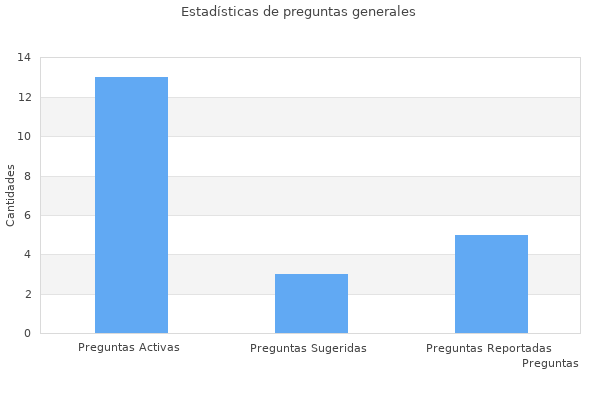 Estadísticas de preguntas generales
14
12
10
8
6
4
2
0
Cantidades
Preguntas Activas
Preguntas Sugeridas
Preguntas Reportadas
Preguntas